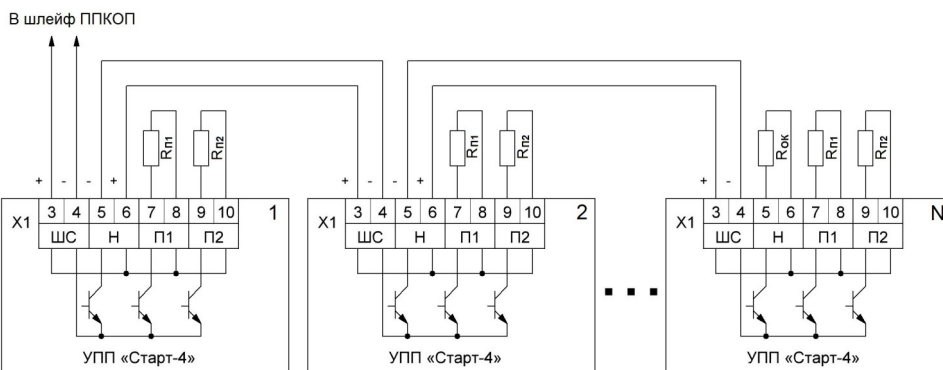 В шлейф ППКОП
Rп1 Rп2 Rп1 Rп2 Rок Rп1 Rп2
+ - - + + - - + + -
X1 3 4 5 6 7 8 9 10 1
ШС Н П1 П2
УПП «Старт-4»
X1 3 4 5 6 7 8 9 10 2
ШС Н П1 П2
УПП «Старт-4»
X1 3 4 5 6 7 8 9 10 N
ШС Н П1 П2
УПП «Старт-4»